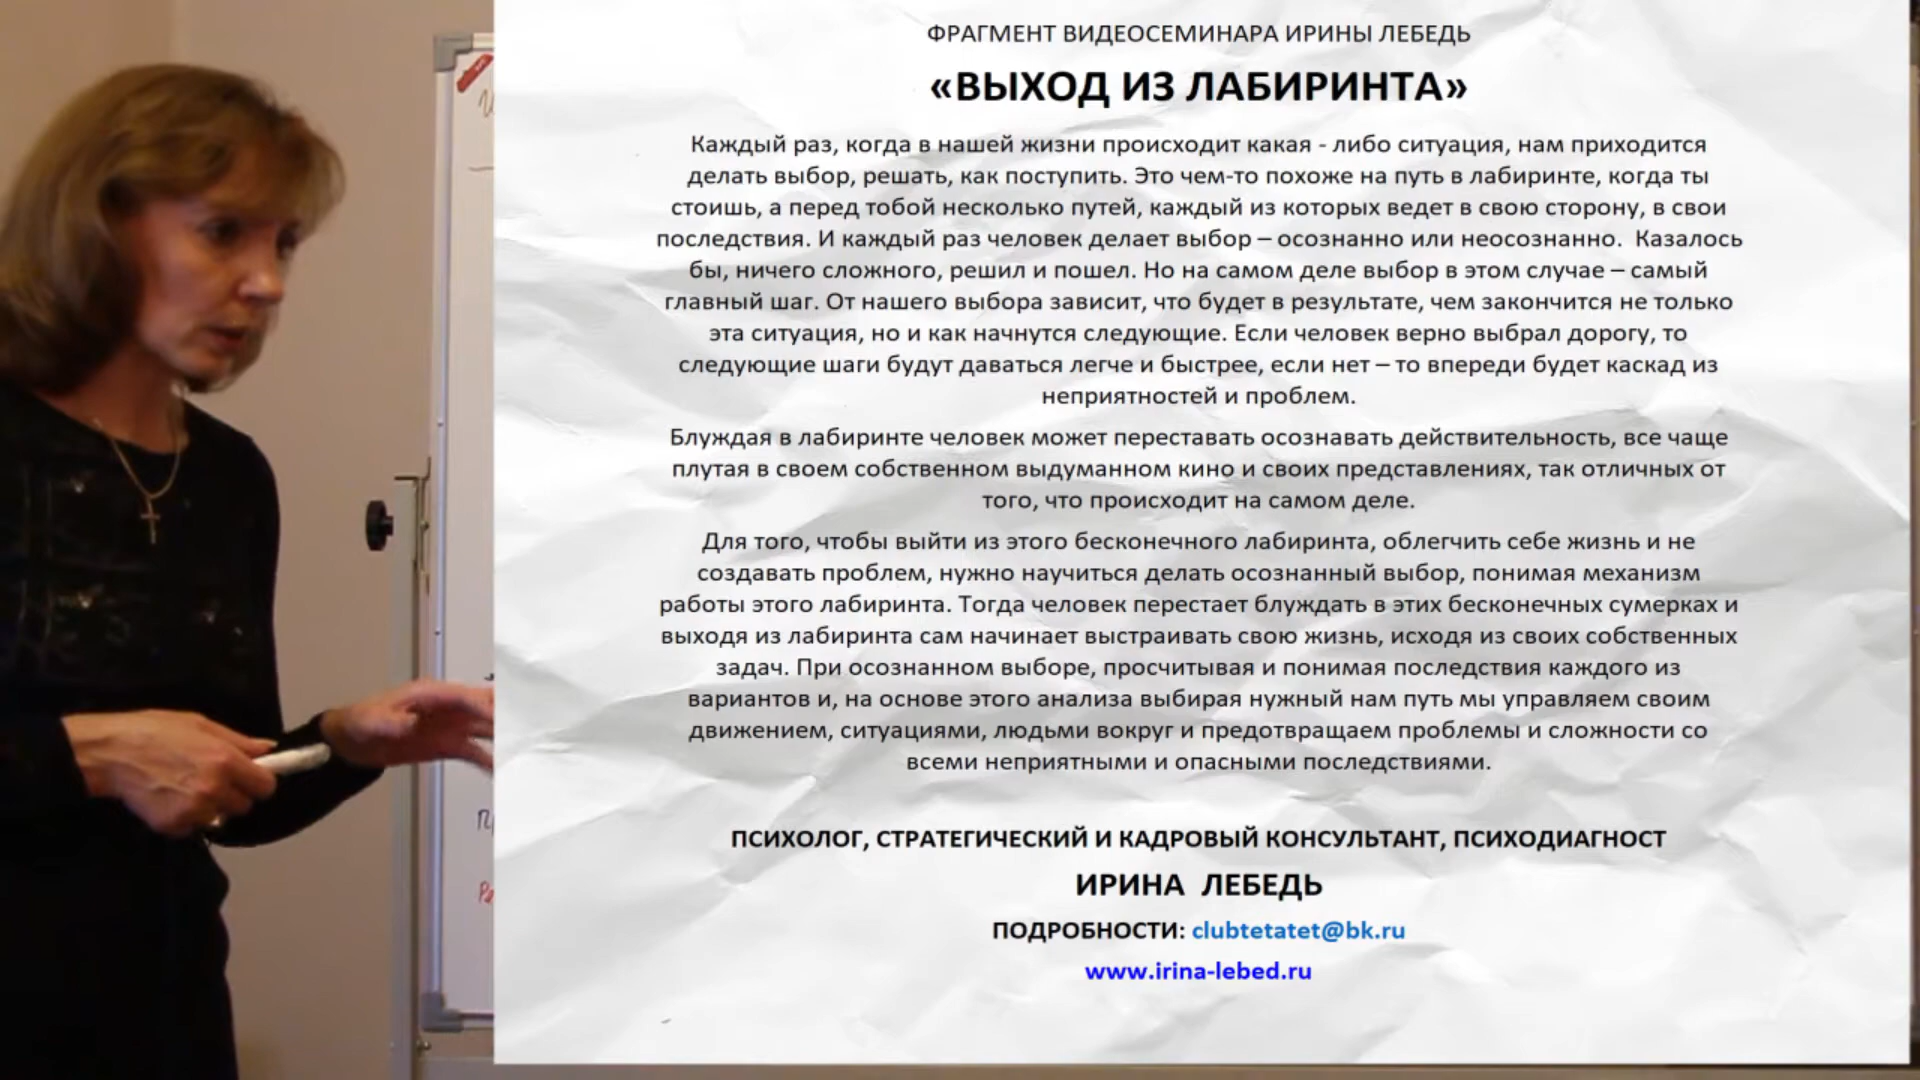 ФРАГМЕНТ ВИДЕОСЕМИНАРА ИРИНЫ ЛЕБЕДЬ
«ВЫХОД ИЗ ЛАБИРИНТА»
Каждый раз, когда в нашей жизни происходит какая - либо ситуация, нам приходится
делать выбор, решать, как поступить. Это чем-то похоже на путь в лабиринте, когда ты
стоишь, а перед тобой несколько путей, каждый из которых ведет в свою сторону, в свои
последствия. И каждый раз человек делает выбор – осознанно или неосознанно.  Казалось
бы, ничего сложного, решил и пошел. Но на самом деле выбор в этом случае – самый
главный шаг. От нашего выбора зависит, что будет в результате, чем закончится не только
эта ситуация, но и как начнутся следующие. Если человек верно выбрал дорогу, то
следующие шаги будут даваться легче и быстрее, если нет – то впереди будет каскад из
неприятностей и проблем.
Блуждая в лабиринте человек может переставать осознавать действительность, все чаще
плутая в своем собственном выдуманном кино и своих представлениях, так отличных от
того, что происходит на самом деле.
Для того, чтобы выйти из этого бесконечного лабиринта, облегчить себе жизнь и не
создавать проблем, нужно научиться делать осознанный выбор, понимая механизм
работы этого лабиринта. Тогда человек перестает блуждать в этих бесконечных сумерках и
выходя из лабиринта сам начинает выстраивать свою жизнь, исходя из своих собственных
задач. При осознанном выборе, просчитывая и понимая последствия каждого из
вариантов и, на основе этого анализа выбирая нужный нам путь мы управляем своим
движением, ситуациями, людьми вокруг и предотвращаем проблемы и сложности со
всеми неприятными и опасными последствиями.
ПСИХОЛОГ, СТРАТЕГИЧЕСКИЙ И КАДРОВЫЙ КОНСУЛЬТАНТ, ПСИХОДИАГНОСТ
ИРИНА  ЛЕБЕДЬ
ПОДРОБНОСТИ: clubtetatet@bk.ru
www.irina-lebed.ru